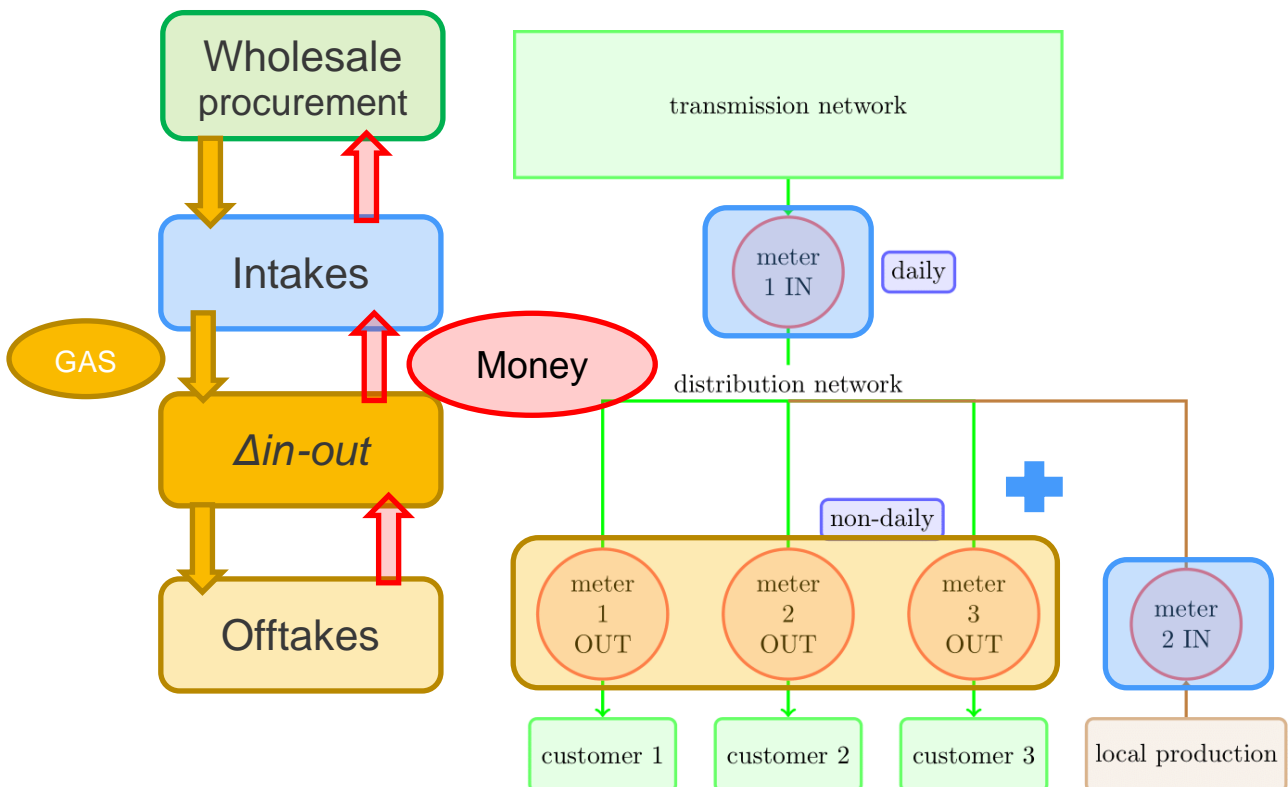 Wholesale
procurement
Intakes
GAS
Money
Δin-out
Offtakes
transmission network
meter
1 IN
daily
distribution network
non-daily
meter
1
OUT
meter
2
OUT
meter
3
OUT
meter
2 IN
customer 1
customer 2
customer 3
local production